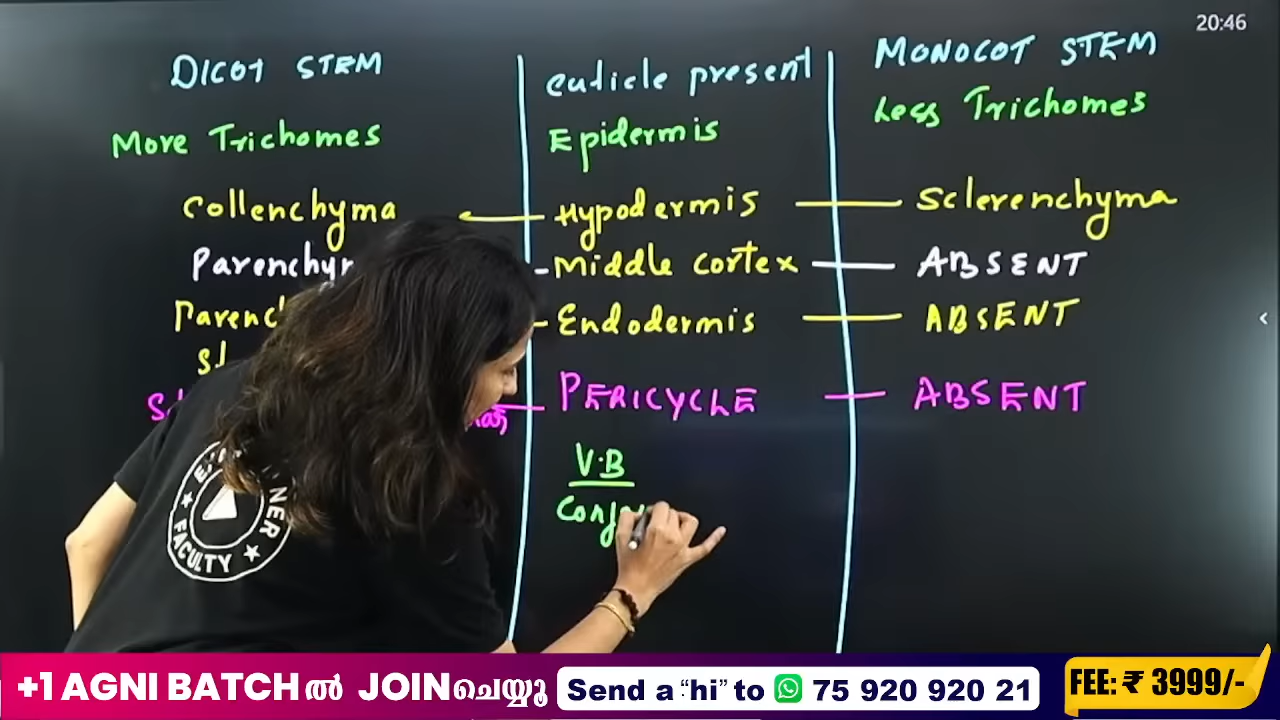 20:46
DICOT STEM
cuticle present
MONOCOT STEM
More Trichomes
Epidermis
Less Trichomes
Collenchyma
Hypodermis
Sclerenchyma
Middle cortex
ABSENT
Endodermis
ABSENT
PERICYCLE
ABSENT
V.B
FACULTY
+1 AGNI BATCH ൽ JOIN ചെയ്യൂ
Send a “hi” to 75 920 920 21
FEE: ₹ 3999/-